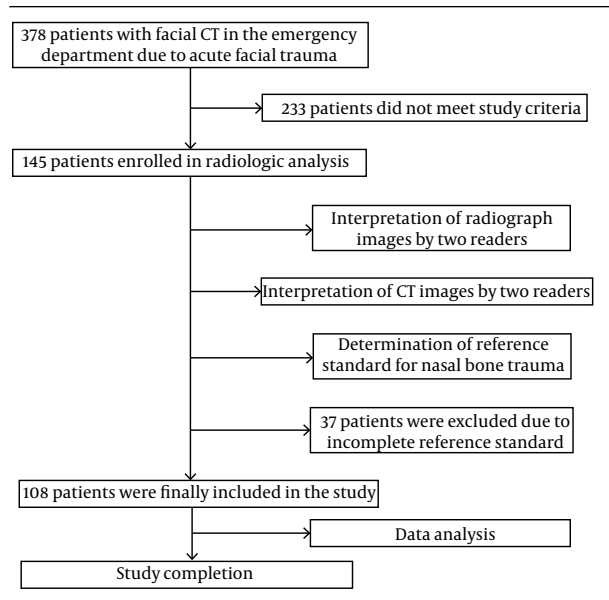 378 patients with facial CT in the emergency
department due to acute facial trauma
233 patients did not meet study criteria
145 patients enrolled in radiologic analysis
Interpretation of radiograph
images by two readers
Interpretation of CT images by two readers
Determination of reference
standard for nasal bone trauma
37 patients were excluded due to
incomplete reference standard
108 patients were finally included in the study
Data analysis
Study completion